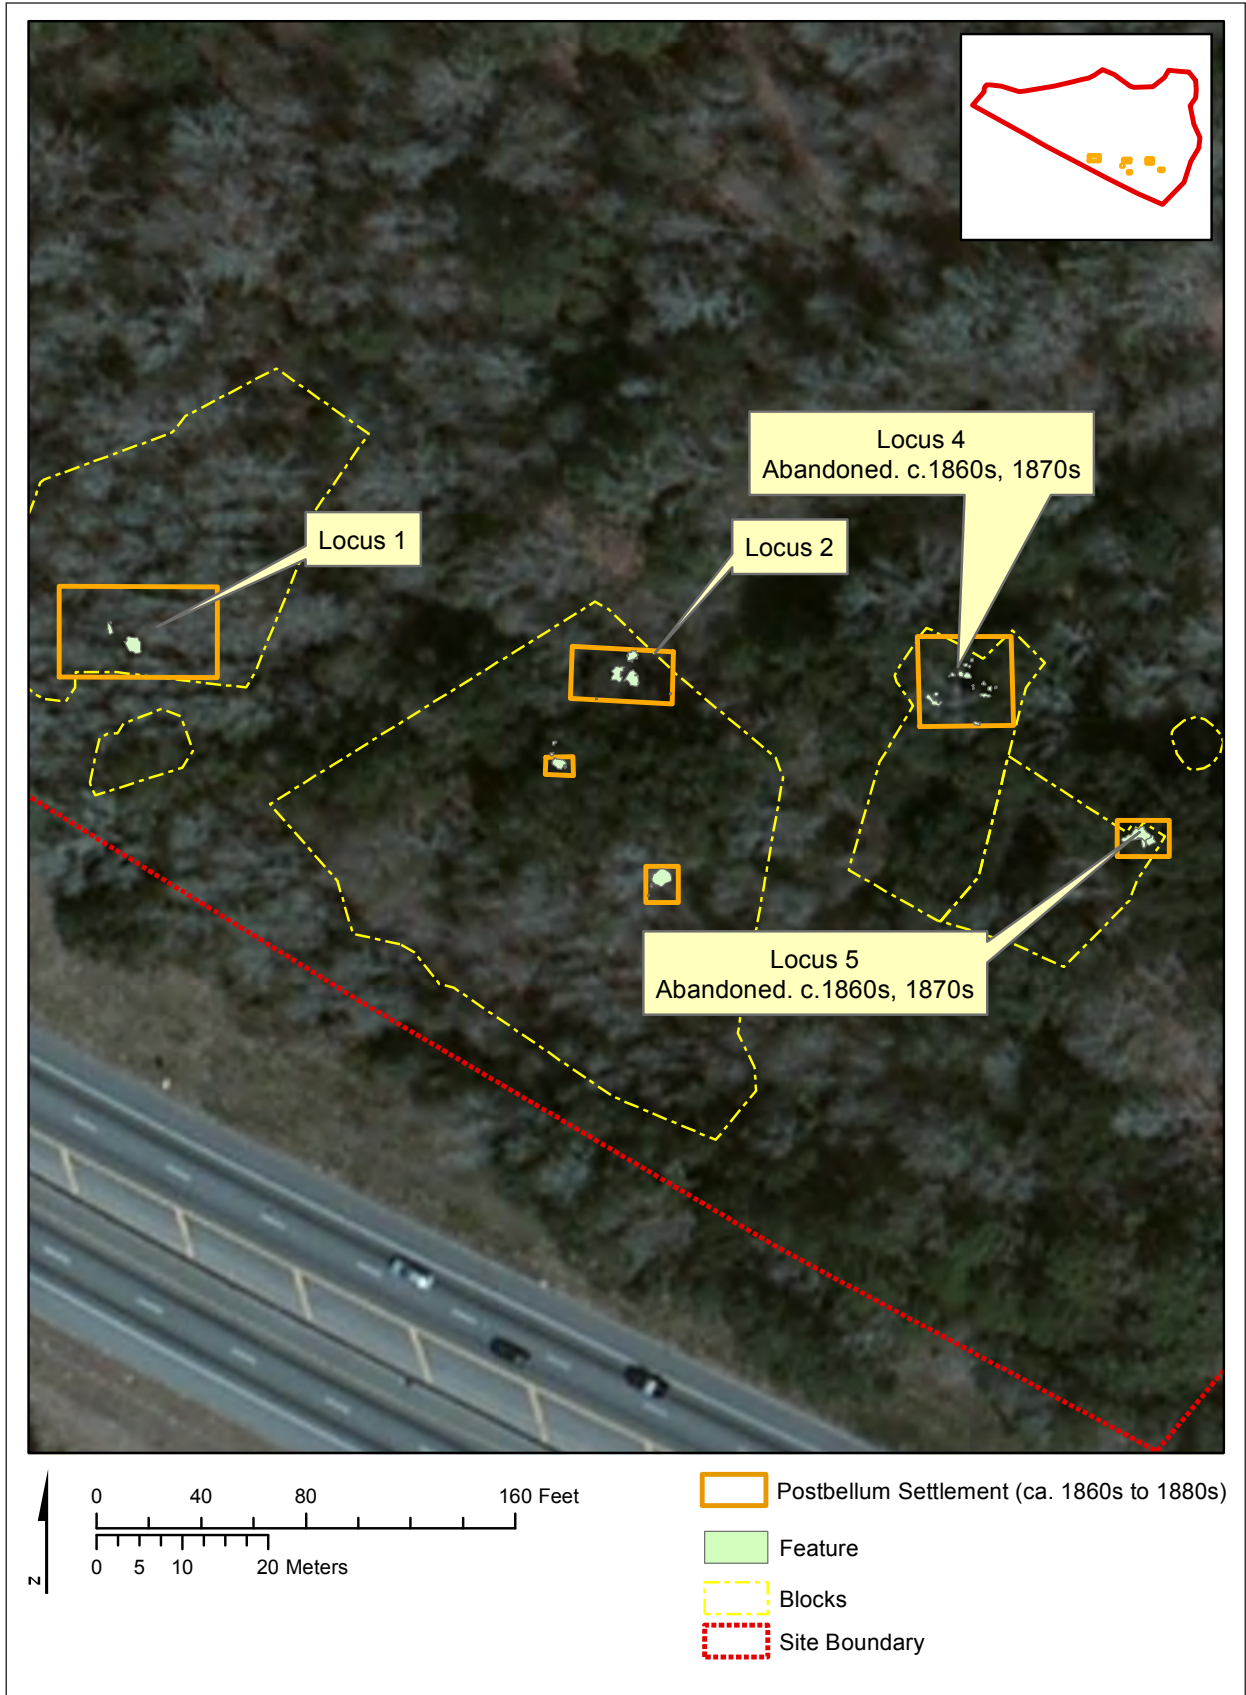 Locus 4
Abandoned. c.1860s, 1870s
Locus 1
Locus 2
Locus 5
Abandoned. c.1860s, 1870s
0 40 80 160 Feet
0 5 10 20 Meters
N
Postbellum Settlement (ca. 1860s to 1880s)
Feature
Blocks
Site Boundary